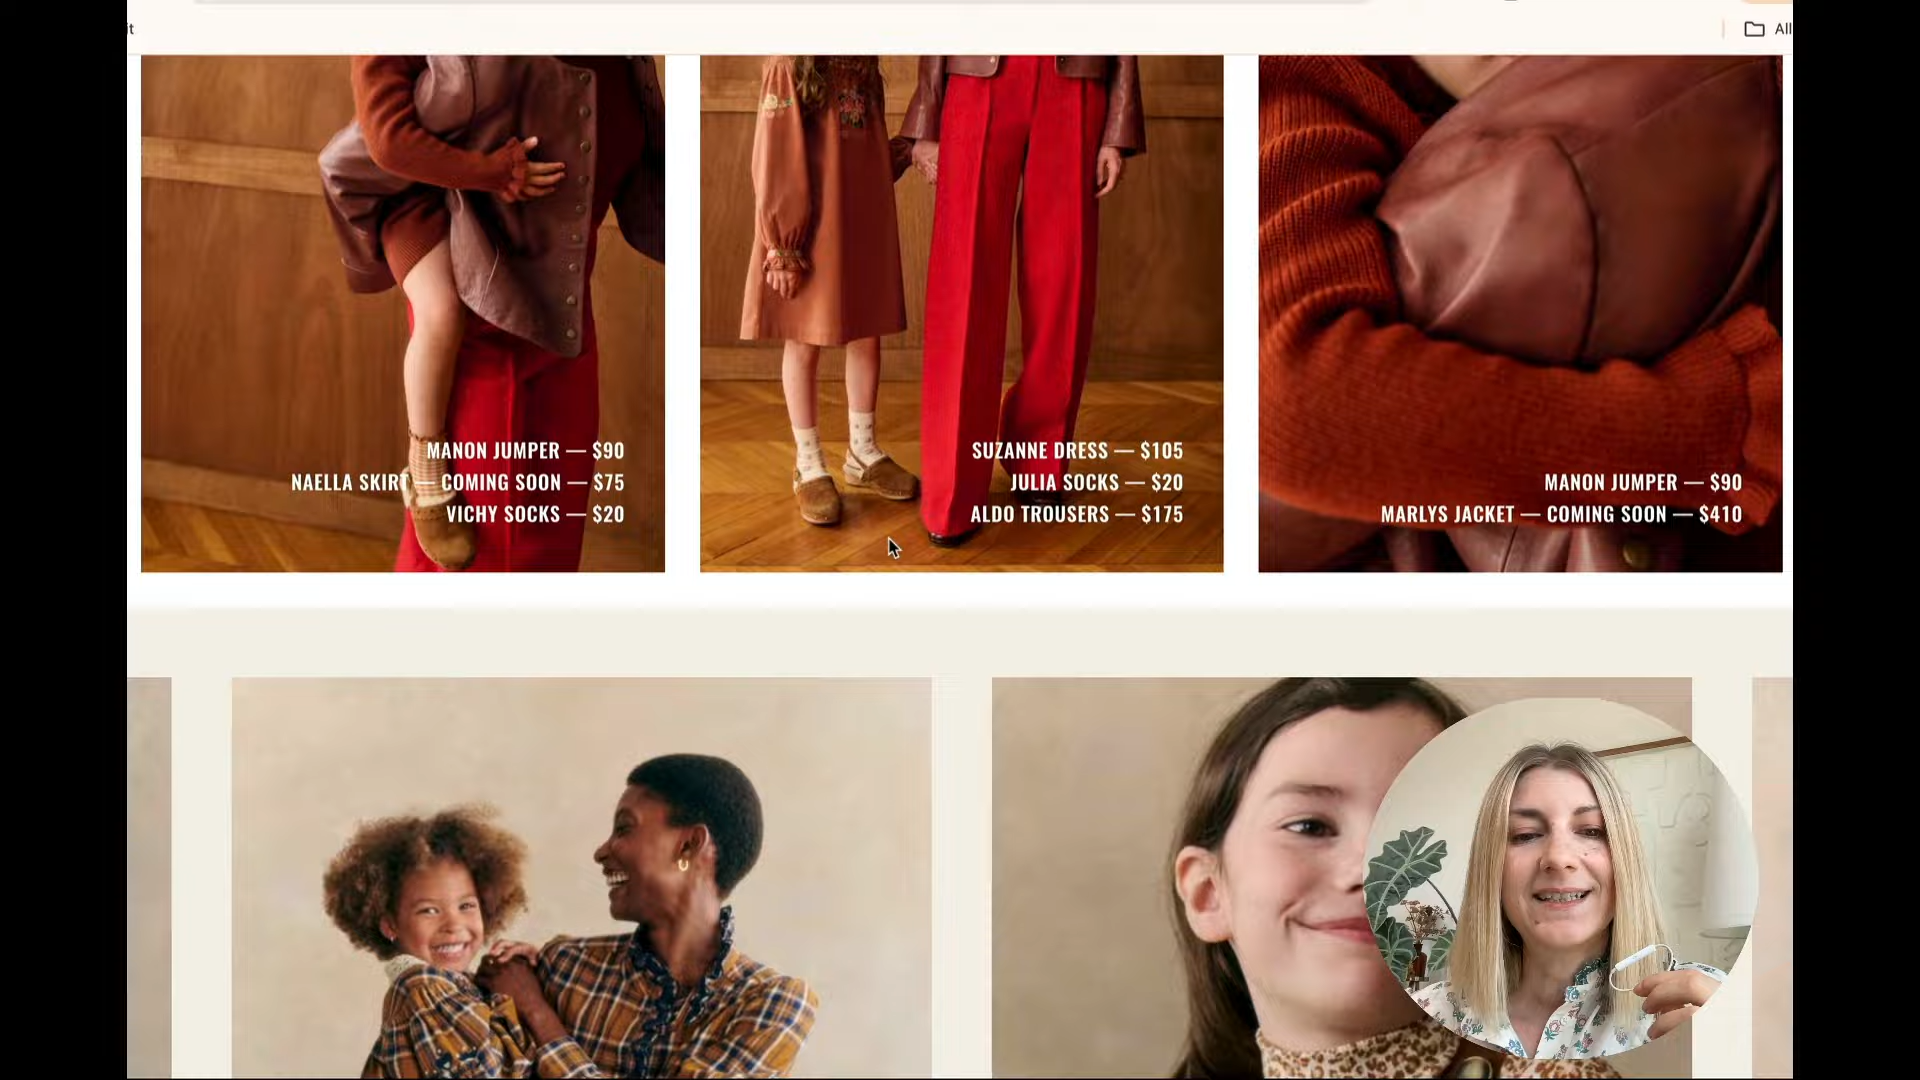 it
All
MANON JUMPER — $90
NAELLA SKIRT — COMING SOON — $75
VICHY SOCKS — $20
SUZANNE DRESS — $105
JULIA SOCKS — $20
ALDO TROUSERS — $175
MANON JUMPER — $90
MARLYS JACKET — COMING SOON — $410